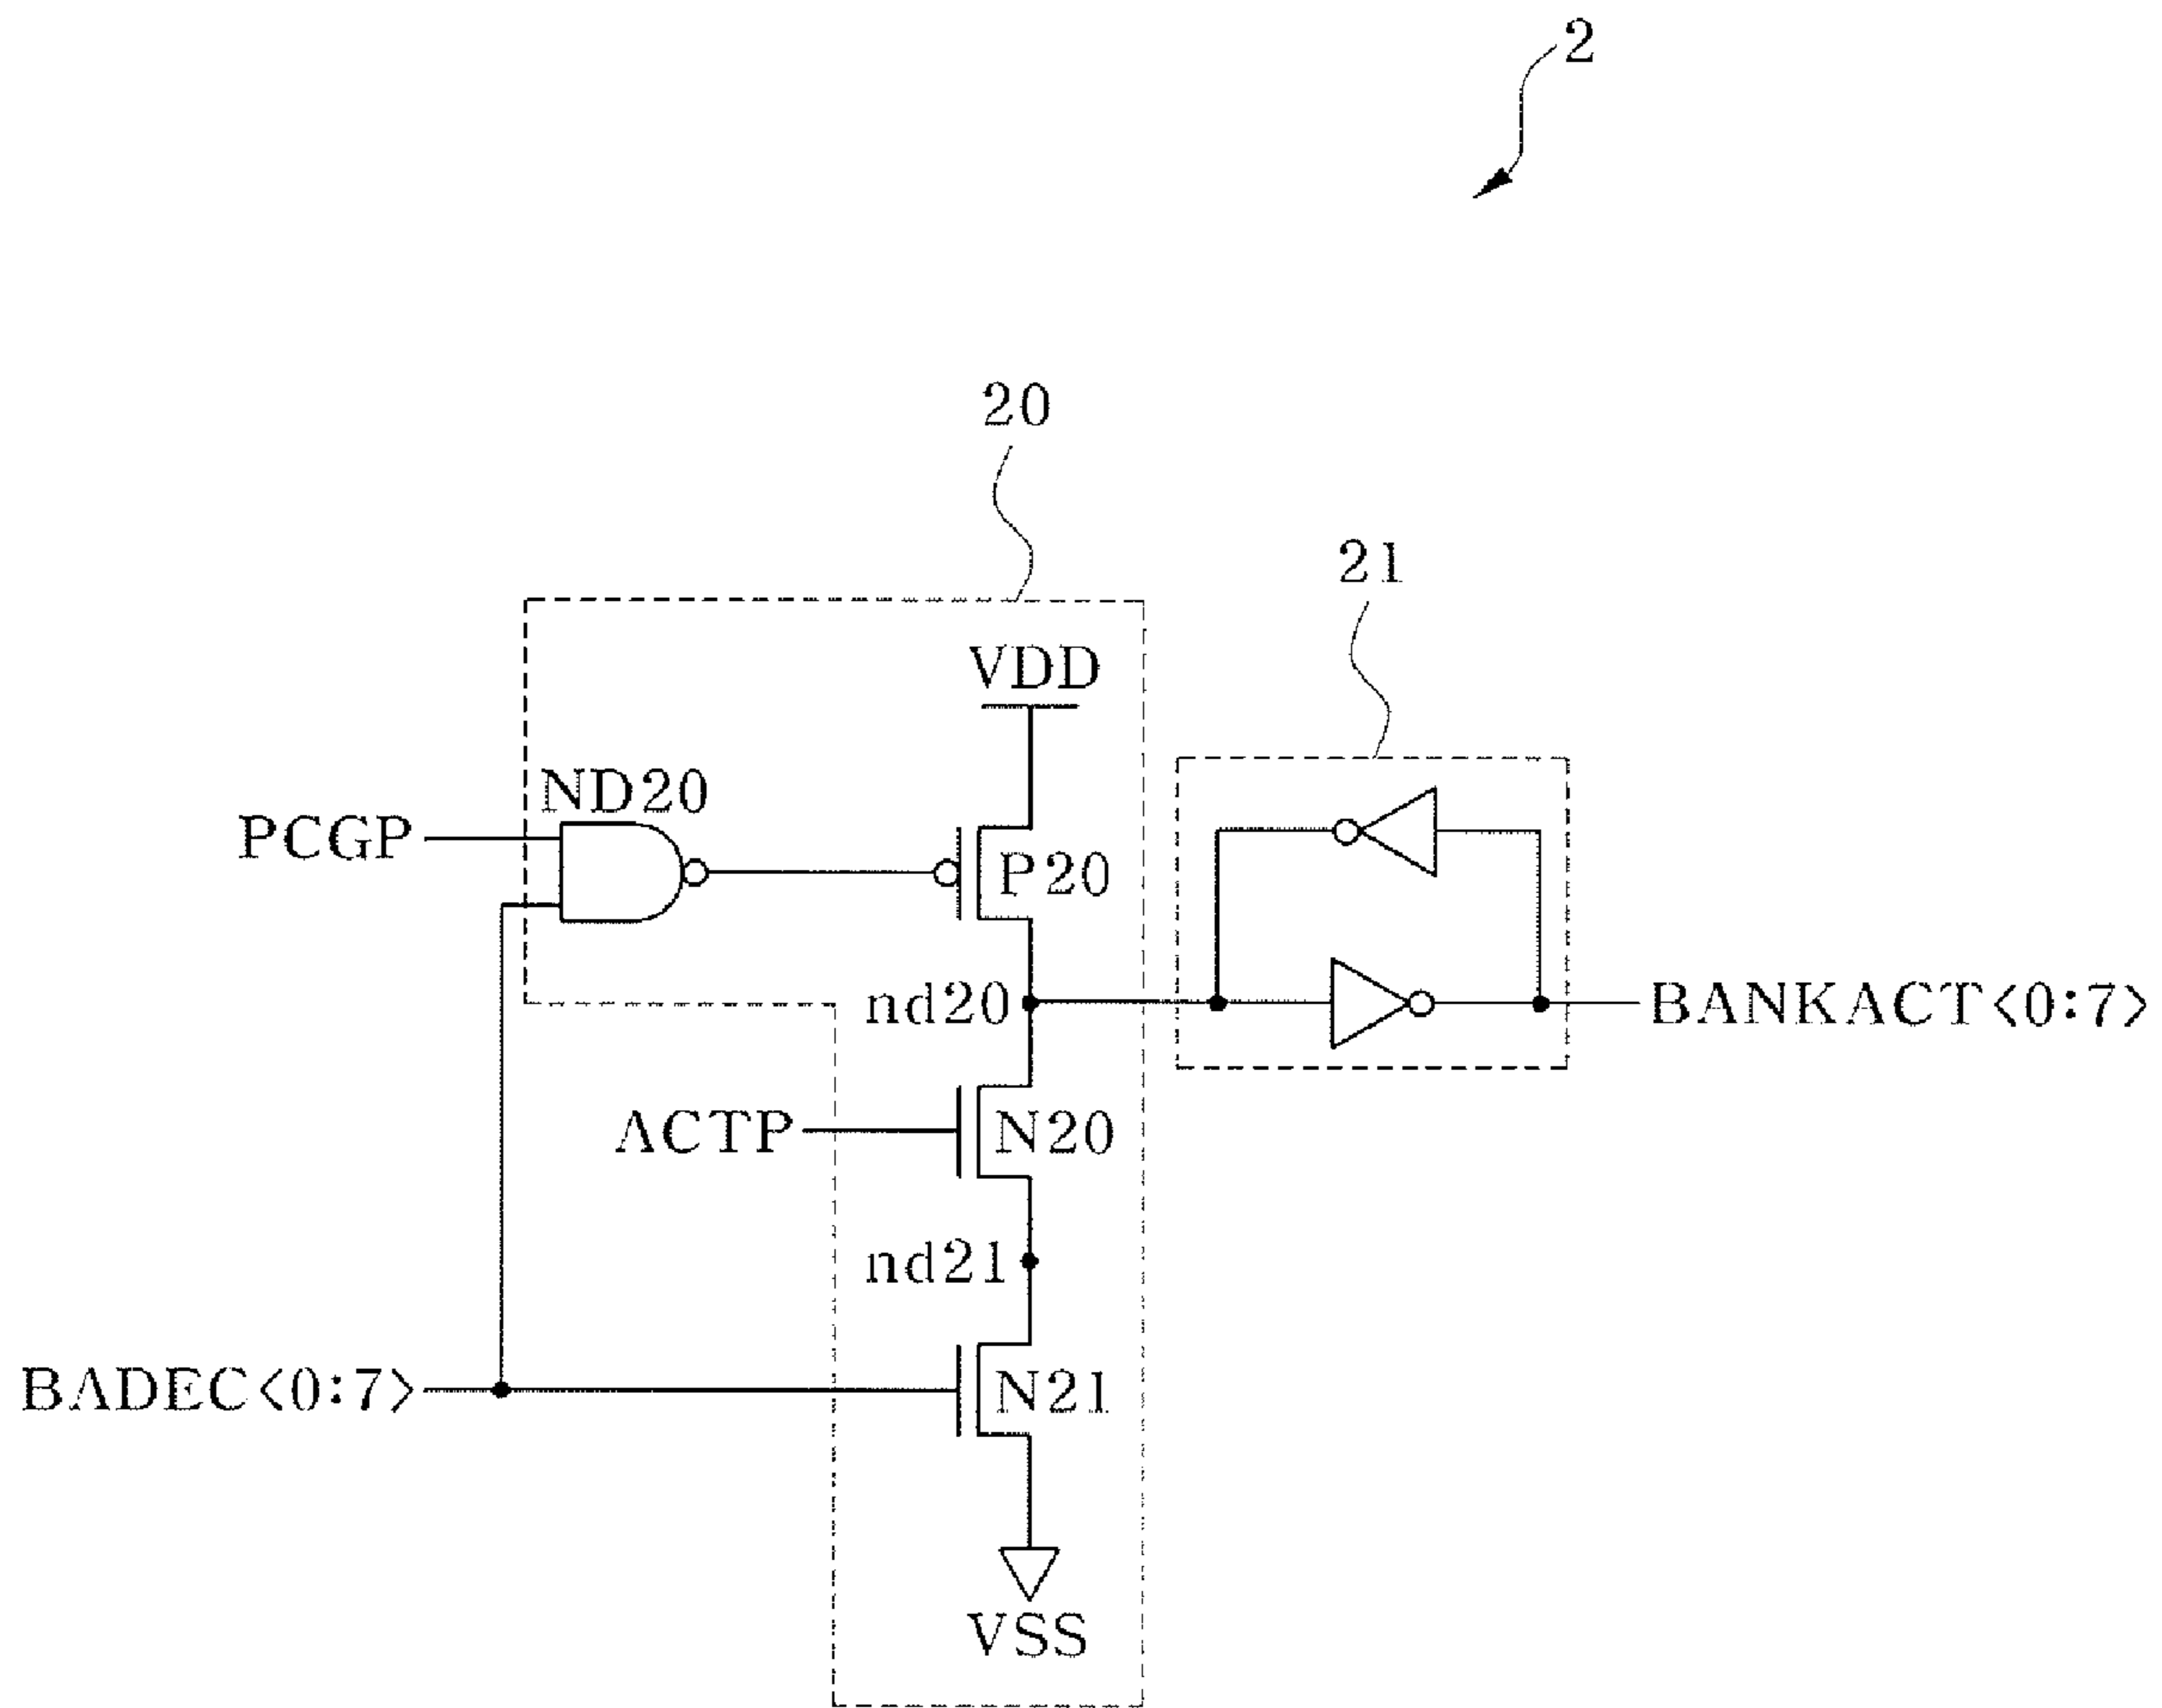 2
20
21
VDD
ND20
PCGP
P20
nd20
BANKACT<0:7>
ACTP
N20
nd21
BADEC<0:7>
N21
VSS